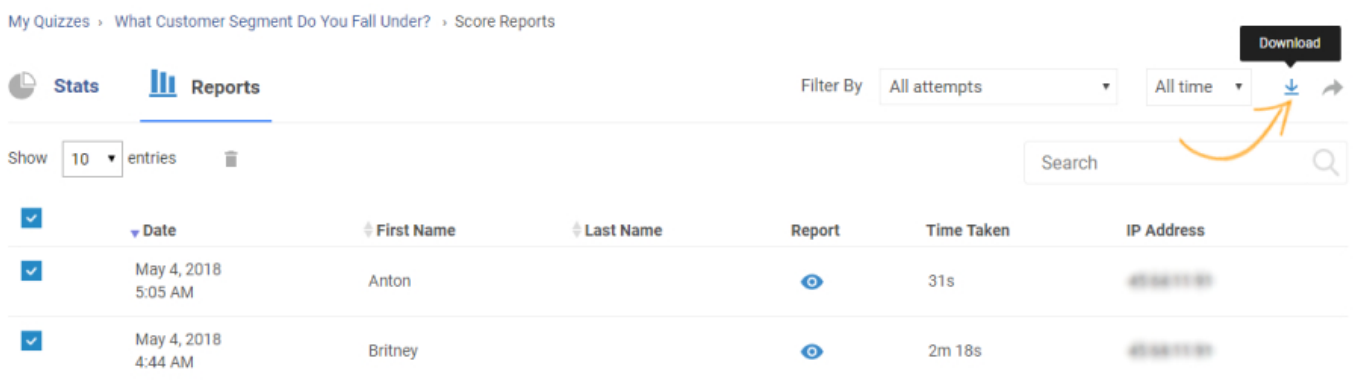 My Quizzes › What Customer Segment Do You Fall Under? › Score Reports
Download
Stats Reports Filter By All attempts All time
Show 10 entries Search
Date First Name Last Name Report Time Taken IP Address
May 4, 2018
5:05 AM
Anton 31s
May 4, 2018
4:44 AM
Britney 2m 18s